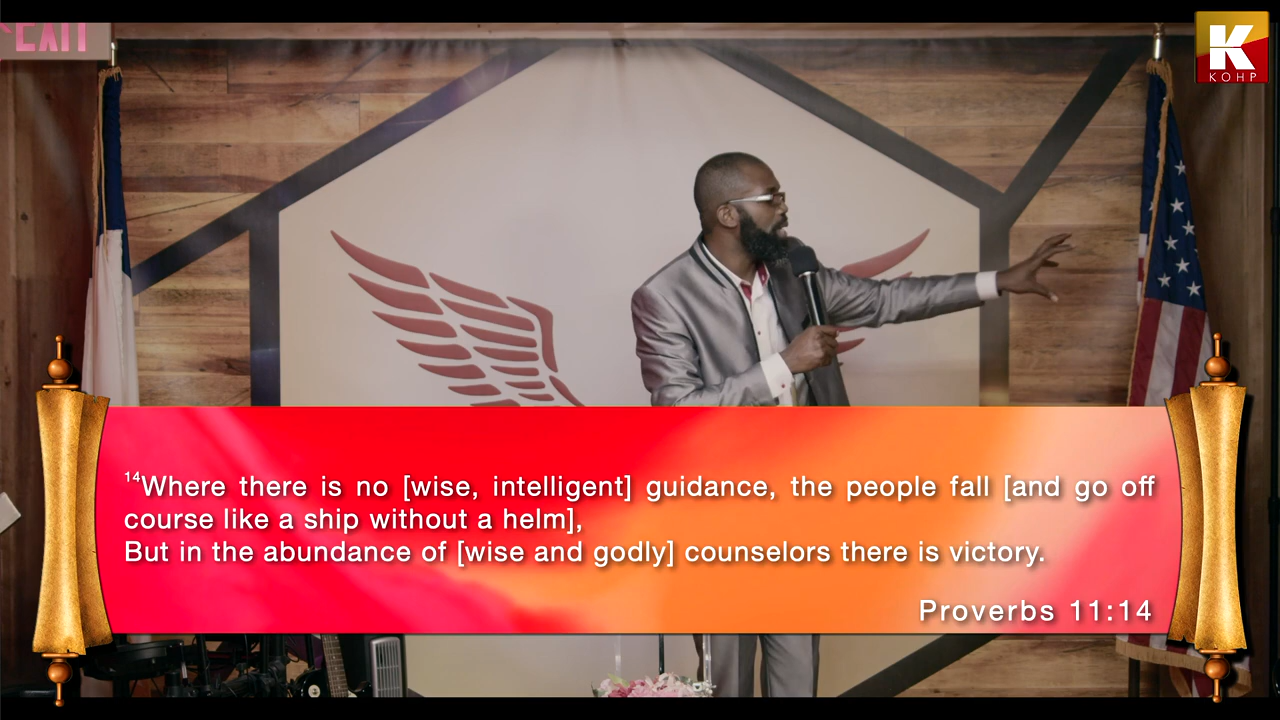 EXIT
K
KOHP
14Where there is no [wise, intelligent] guidance, the people fall [and go off
course like a ship without a helm],
But in the abundance of [wise and godly] counselors there is victory.
Proverbs 11:14